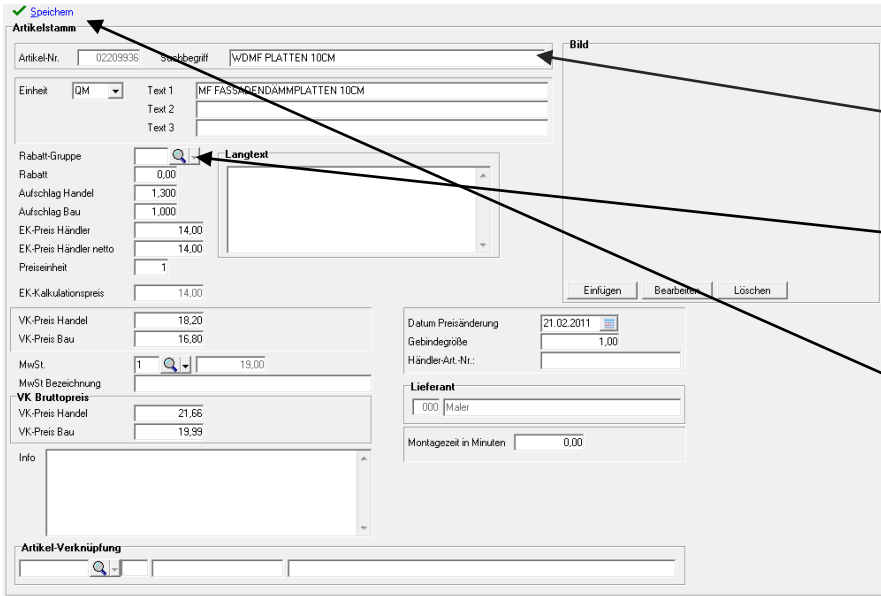 Speichern
Artikelstamm
Artikel-Nr. 02209936 Suchbegriff WDMF PLATTEN 10CM
Einheit QM Text 1 MF FASSADENDÄMMPLATTEN 10CM
Text 2
Text 3
Rabatt-Gruppe
Rabatt 0,00
Aufschlag Handel 1,300
Aufschlag Bau 1,000
EK-Preis Händler 14,00
EK-Preis Händler netto 14,00
Preiseinheit 1
EK-Kalkulationspreis 14,00
Langtext
Bild
Einfügen Bearbeiten Löschen
VK-Preis Handel 18,20
VK-Preis Bau 16,80
MwSt. 1 19,00
MwSt Bezeichnung
VK Bruttopreis
VK-Preis Handel 21,66
VK-Preis Bau 19,99
Datum Preisänderung 21.02.2011
Gebindegröße 1,00
Händler-Art.-Nr.:
Lieferant
000 Maler
Montagezeit in Minuten 0,00
Info
Artikel-Verknüpfung